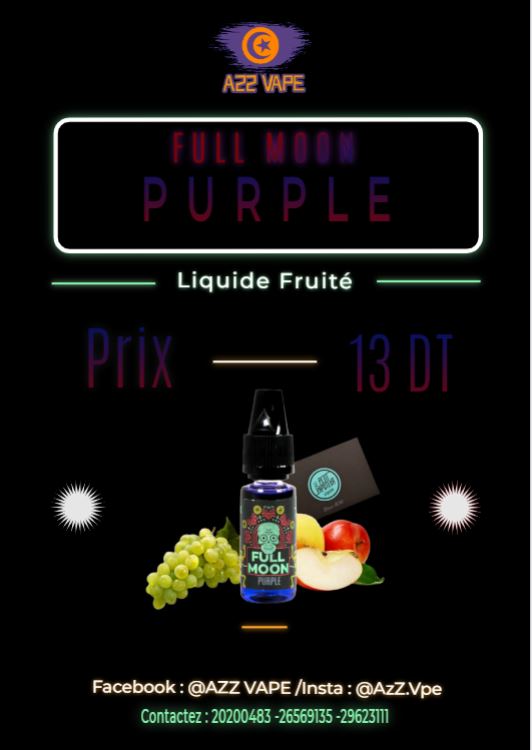 AZZ VAPE
FULL MOON
PURPLE
Liquide Fruité
Prix
13 DT
FULL
MOON
PURPLE
Facebook : @AZZ VAPE /Insta : @AzZ.Vpe
Contactez : 20200483 -26569135 -29623111